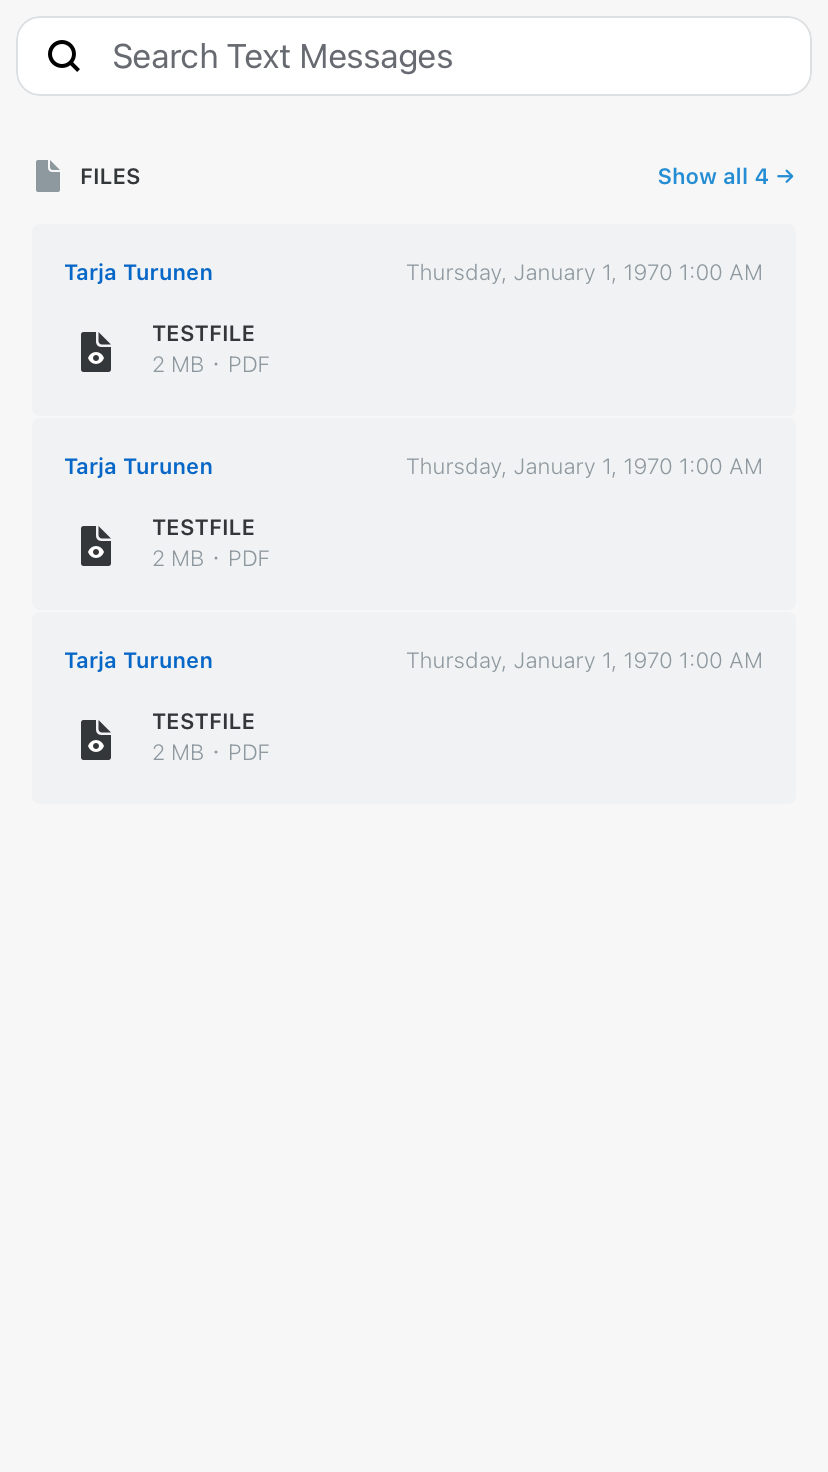 Search Text Messages
FILES
Show all 4 →
Tarja Turunen
Thursday, January 1, 1970 1:00 AM
TESTFILE
2 MB · PDF
Tarja Turunen
Thursday, January 1, 1970 1:00 AM
TESTFILE
2 MB · PDF
Tarja Turunen
Thursday, January 1, 1970 1:00 AM
TESTFILE
2 MB · PDF